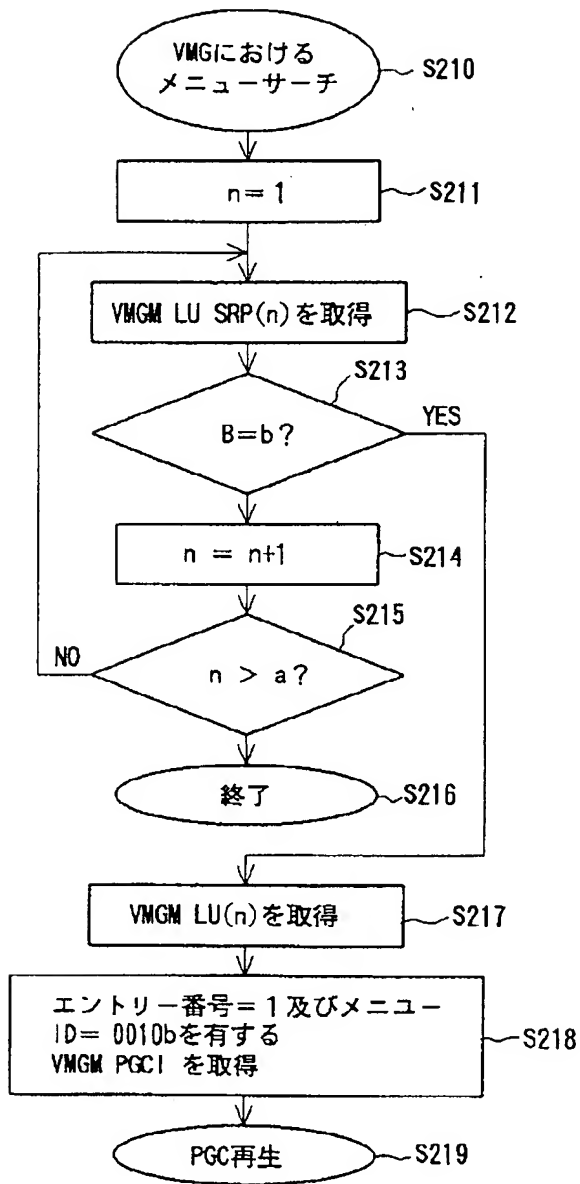 VMGにおける
メニューサーチ
S210
n=1
S211
VMGM LU SRP(n)を取得
S212
S213
B=b?
YES
n = n+1
S214
S215
NO
n > a?
終了
S216
VMGM LU(n)を取得
S217
エントリー番号=1及びメニュー
ID=0010bを有する
VMGM PGCI を取得
S218
PGC再生
S219